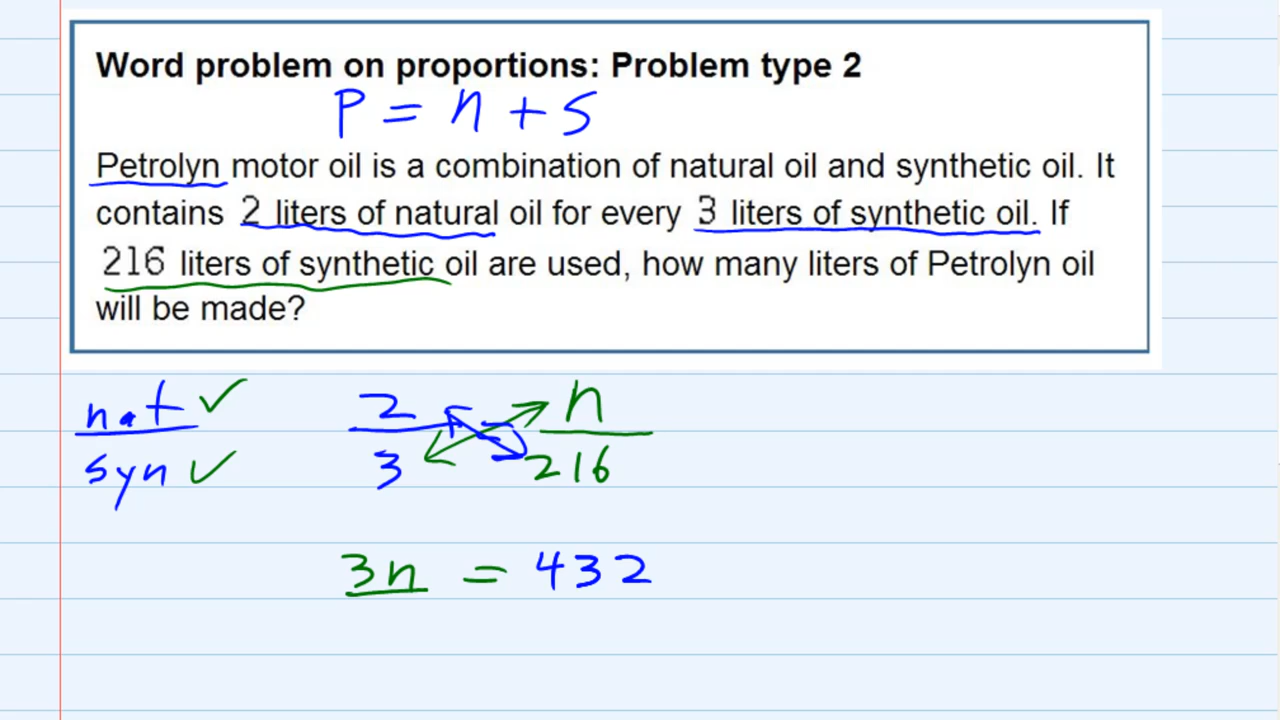 Word problem on proportions: Problem type 2
P = n + s
Petrolyn motor oil is a combination of natural oil and synthetic oil. It
contains 2 liters of natural oil for every 3 liters of synthetic oil. If
216 liters of synthetic oil are used, how many liters of Petrolyn oil
will be made?
nat ✓ 2 n
syn ✓ 3 216
3n = 432